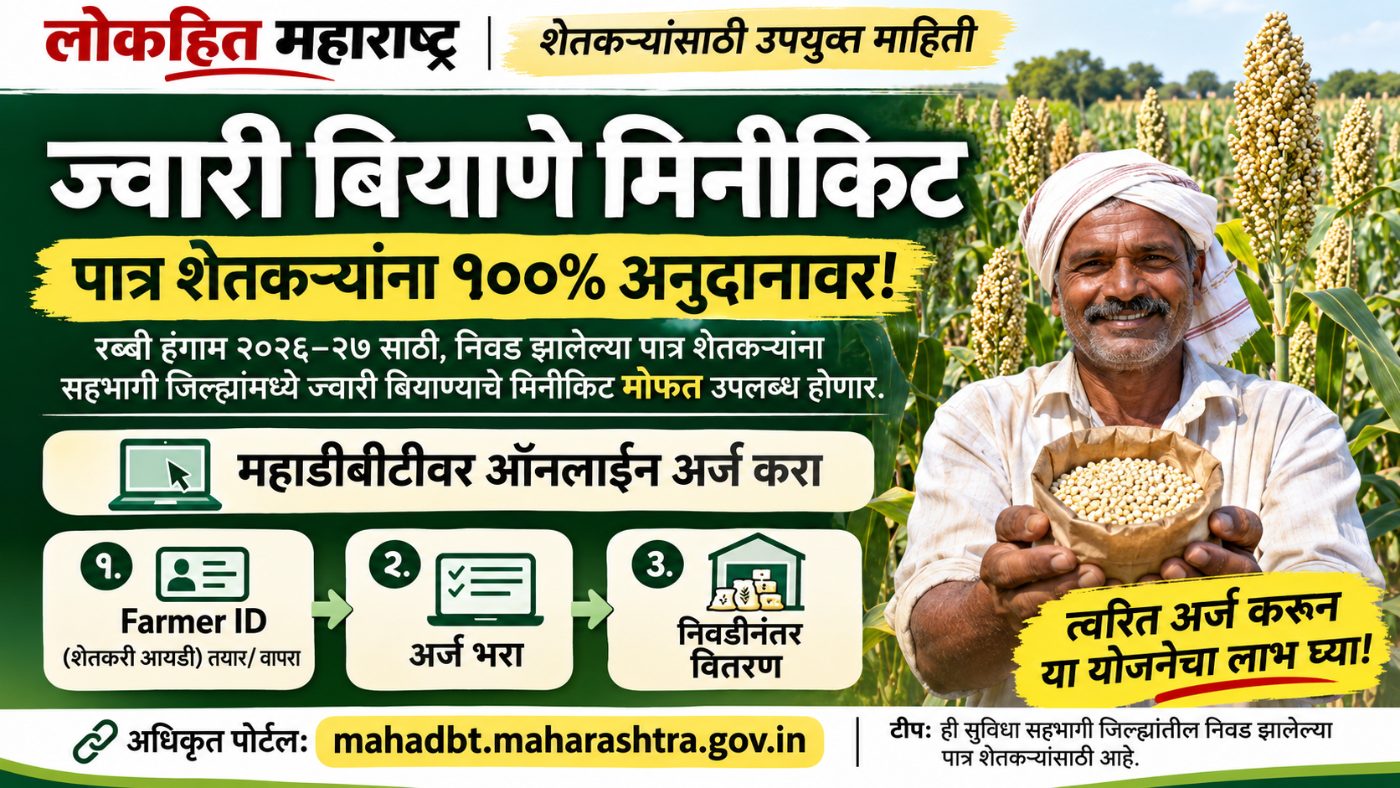 लोकहित महाराष्ट्र
शेतकऱ्यांसाठी उपयुक्त माहिती
ज्वारी बियाणे मिनीकिट
पात्र शेतकऱ्यांना १००% अनुदानावर!
रब्बी हंगाम २०२६–२७ साठी, निवड झालेल्या पात्र शेतकऱ्यांना
सहभागी जिल्ह्यांमध्ये ज्वारी बियाण्याचे मिनीकिट मोफत उपलब्ध होणार.
महाडीबीटीवर ऑनलाईन अर्ज करा
१.
Farmer ID
(शेतकरी आयडी) तयार/ वापरा
२.
अर्ज भरा
३.
निवडीनंतर
वितरण
त्वरित अर्ज करून
या योजनेचा लाभ घ्या!
अधिकृत पोर्टल: mahadbt.maharashtra.gov.in
टीप: ही सुविधा सहभागी जिल्ह्यांतील निवड झालेल्या
पात्र शेतकऱ्यांसाठी आहे.